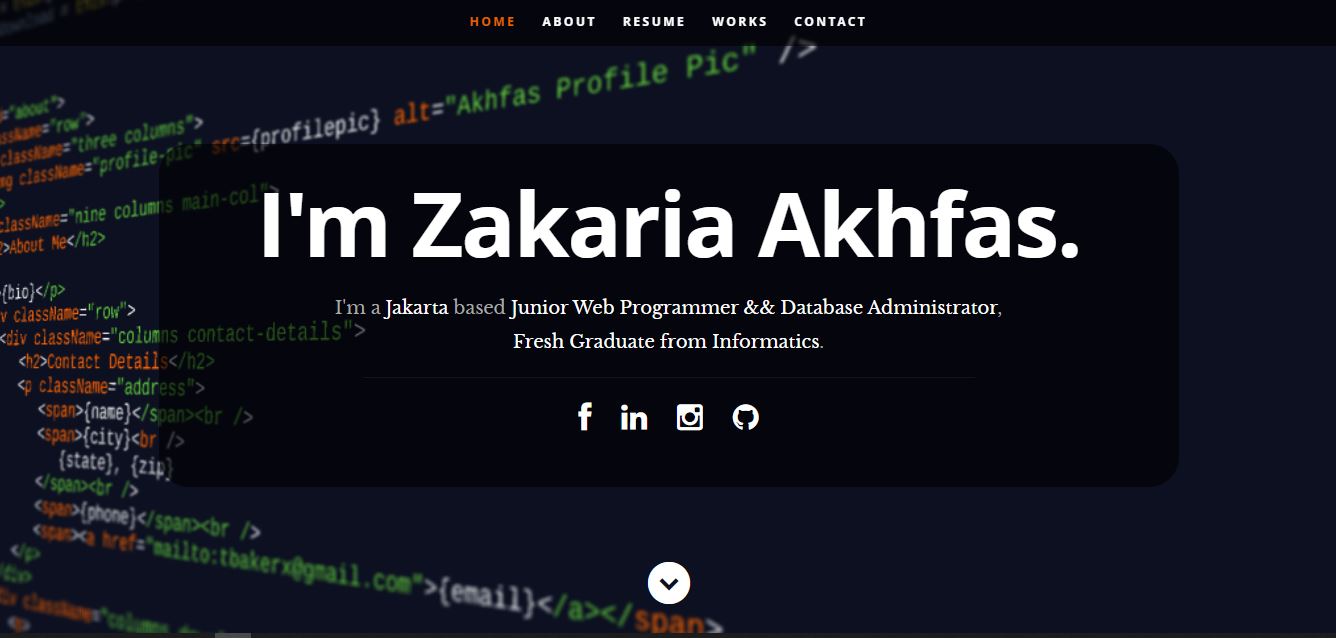 HOME ABOUT RESUME WORKS CONTACT
="about">
className="row">
className="three columns">
className="profile-pic" src={profilepic} alt="Akhfas Profile Pic" />
className="nine columns main-col">
>About Me</h2>
{bio}</p>
className="row">
<div className="columns contact-details">
<h2>Contact Details</h2>
<p className="address">
<span>{name}</span><br />
<span>{city}<br />
{state}, {zip}
</span><br />
<span>{phone}</span><br />
<span><a href="mailto:tbakerx@gmail.com">{email}</a></span>
</p>
</div>
className="columns
<p>
I'm Zakaria Akhfas.
I'm a Jakarta based Junior Web Programmer && Database Administrator,
Fresh Graduate from Informatics.
f in